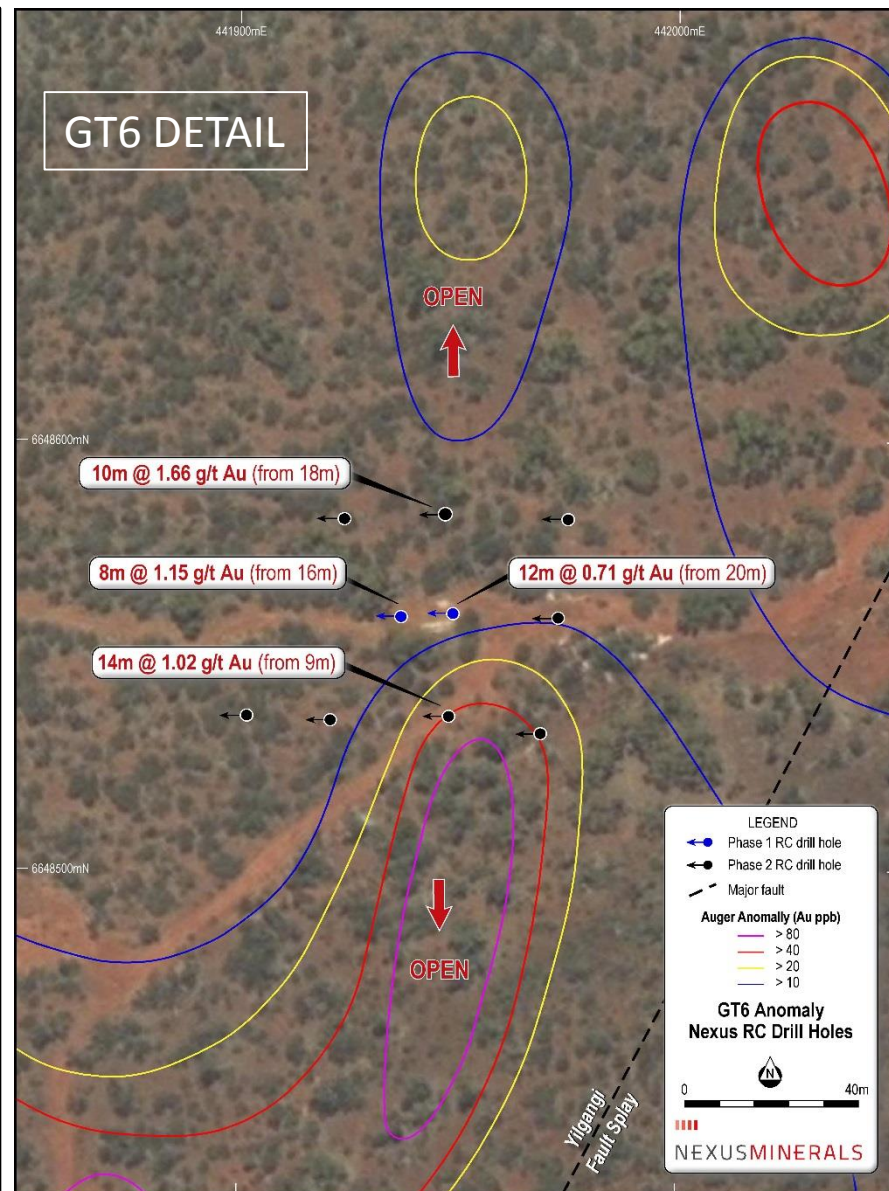 441900mE
442000mE
GT6 DETAIL
OPEN
6648600mN
10m @ 1.66 g/t Au (from 18m)
8m @ 1.15 g/t Au (from 16m)
12m @ 0.71 g/t Au (from 20m)
14m @ 1.02 g/t Au (from 9m)
6648500mN
OPEN
Yilgangi
Fault Splay
LEGEND
Phase 1 RC drill hole
Phase 2 RC drill hole
Major fault
Auger Anomally (Au ppb)
> 80
> 40
> 20
> 10
GT6 Anomaly
Nexus RC Drill Holes
N
0 40m
NEXUSMINERALS